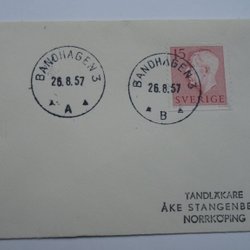 BANDHAGEN 3
26.8.57
A
BANDHAGEN 3
26.8.57
B
15
SVERIGE
TANDLÄKARE
ÅKE STANGENBE
NORRKÖPING